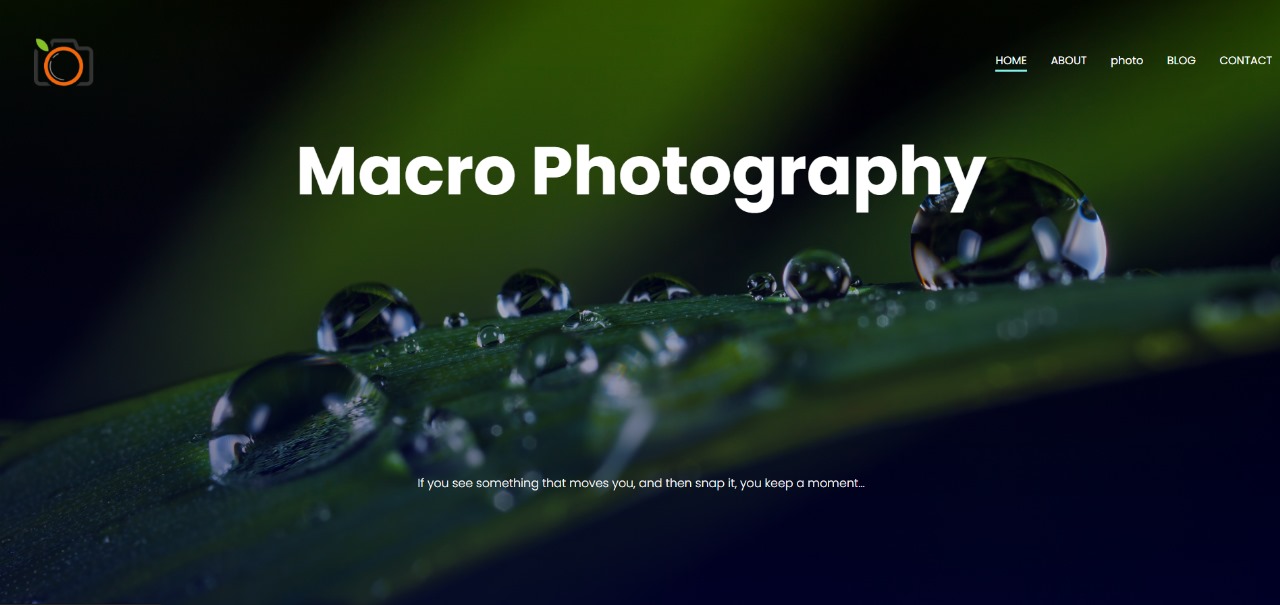 HOME ABOUT photo BLOG CONTACT
Macro Photography
If you see something that moves you, and then snap it, you keep a moment...